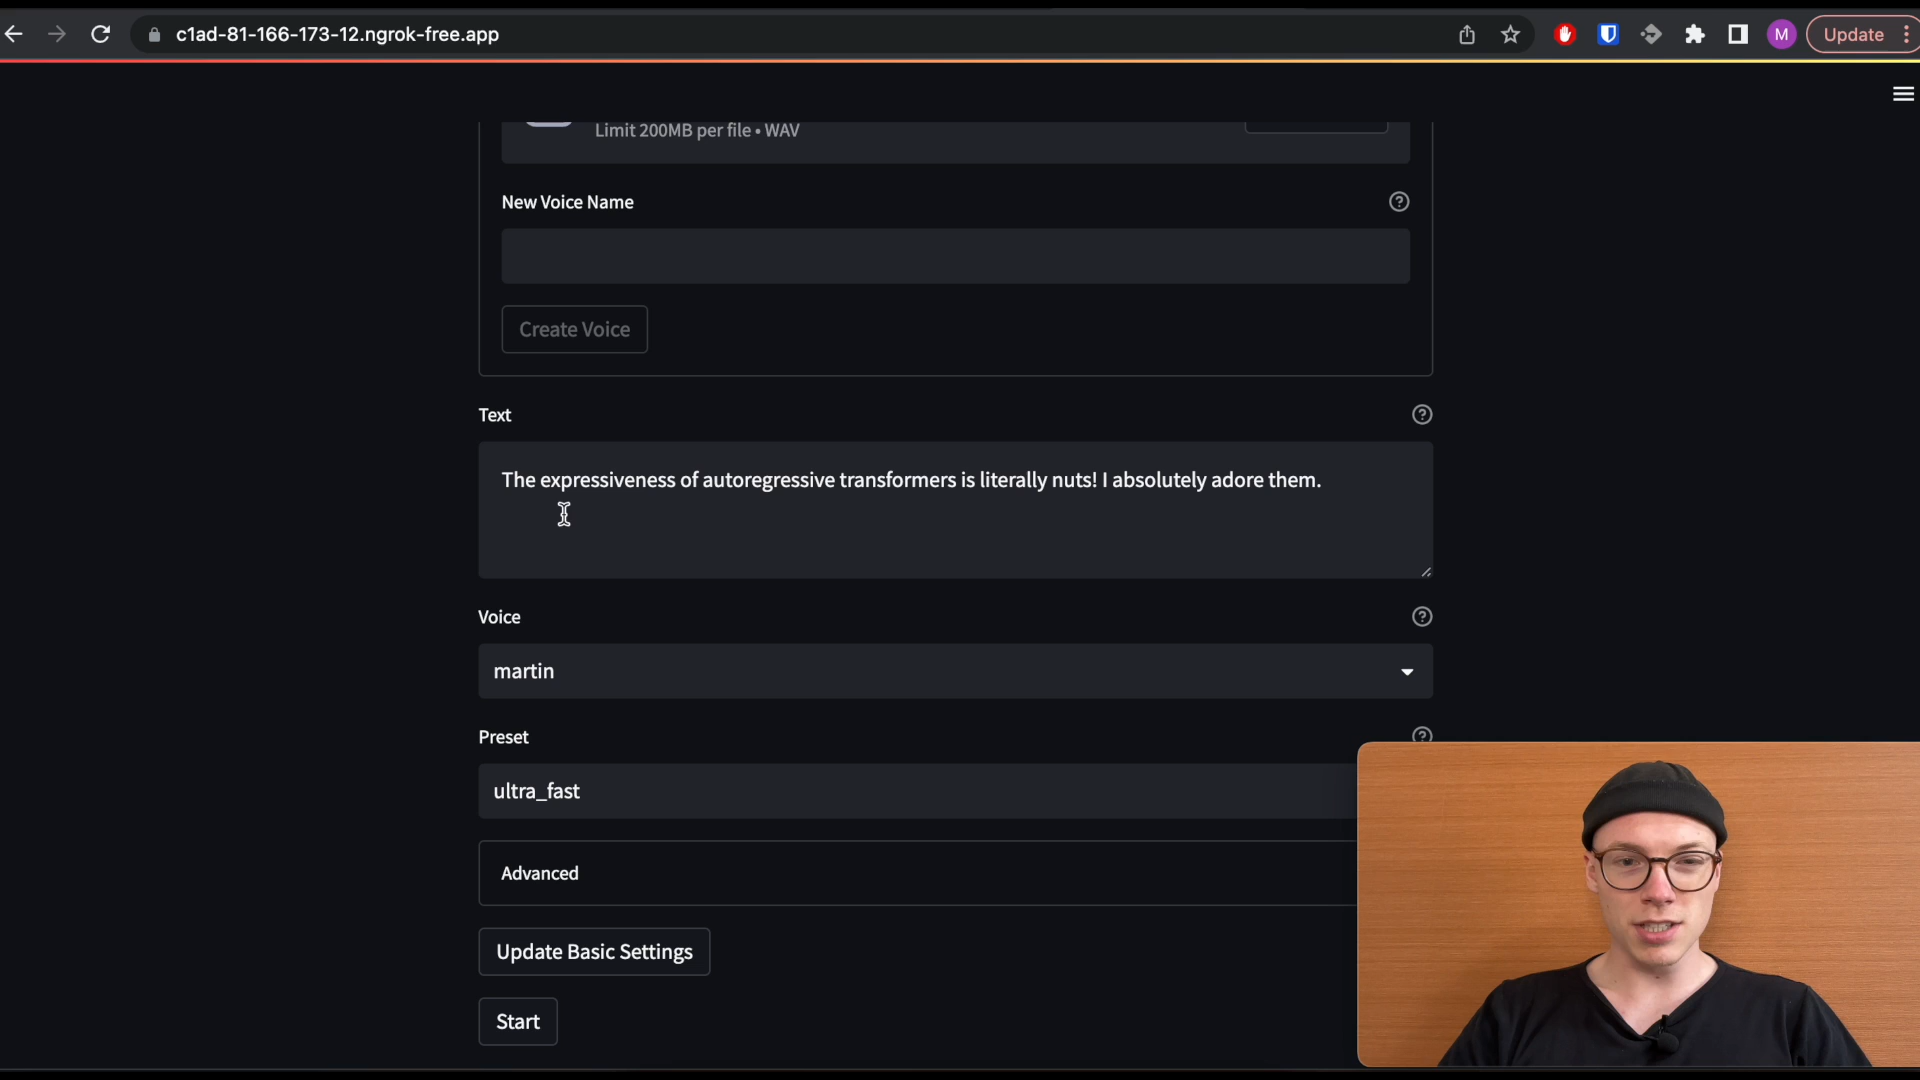 c1ad-81-166-173-12.ngrok-free.app
M
Update
Limit 200MB per file • WAV
New Voice Name
Create Voice
Text
The expressiveness of autoregressive transformers is literally nuts! I absolutely adore them.
Voice
martin
Preset
ultra_fast
Advanced
Update Basic Settings
Start